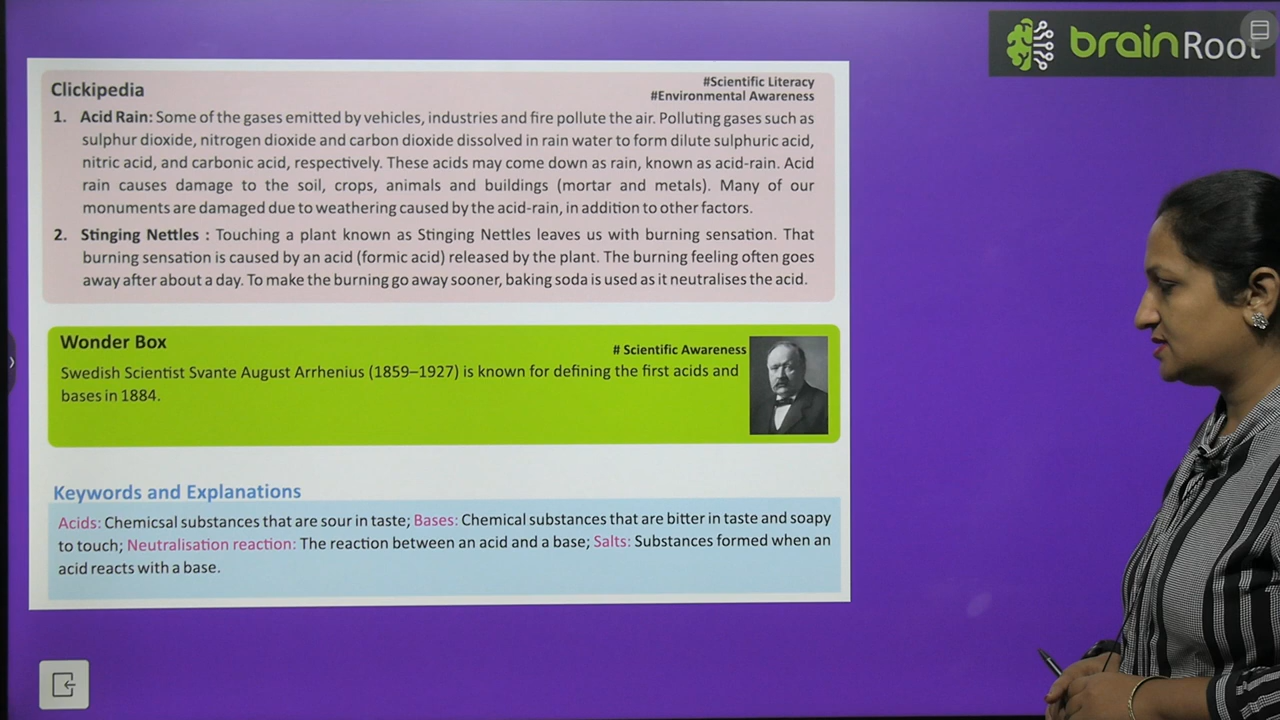 brainRoot
Clickipedia
#Scientific Literacy
#Environmental Awareness
1. Acid Rain: Some of the gases emitted by vehicles, industries and fire pollute the air. Polluting gases such as
sulphur dioxide, nitrogen dioxide and carbon dioxide dissolved in rain water to form dilute sulphuric acid,
nitric acid, and carbonic acid, respectively. These acids may come down as rain, known as acid-rain. Acid
rain causes damage to the soil, crops, animals and buildings (mortar and metals). Many of our
monuments are damaged due to weathering caused by the acid-rain, in addition to other factors.
2. Stinging Nettles : Touching a plant known as Stinging Nettles leaves us with burning sensation. That
burning sensation is caused by an acid (formic acid) released by the plant. The burning feeling often goes
away after about a day. To make the burning go away sooner, baking soda is used as it neutralises the acid.
Wonder Box
# Scientific Awareness
Swedish Scientist Svante August Arrhenius (1859–1927) is known for defining the first acids and
bases in 1884.
Keywords and Explanations
Acids: Chemicsal substances that are sour in taste; Bases: Chemical substances that are bitter in taste and soapy
to touch; Neutralisation reaction: The reaction between an acid and a base; Salts: Substances formed when an
acid reacts with a base.